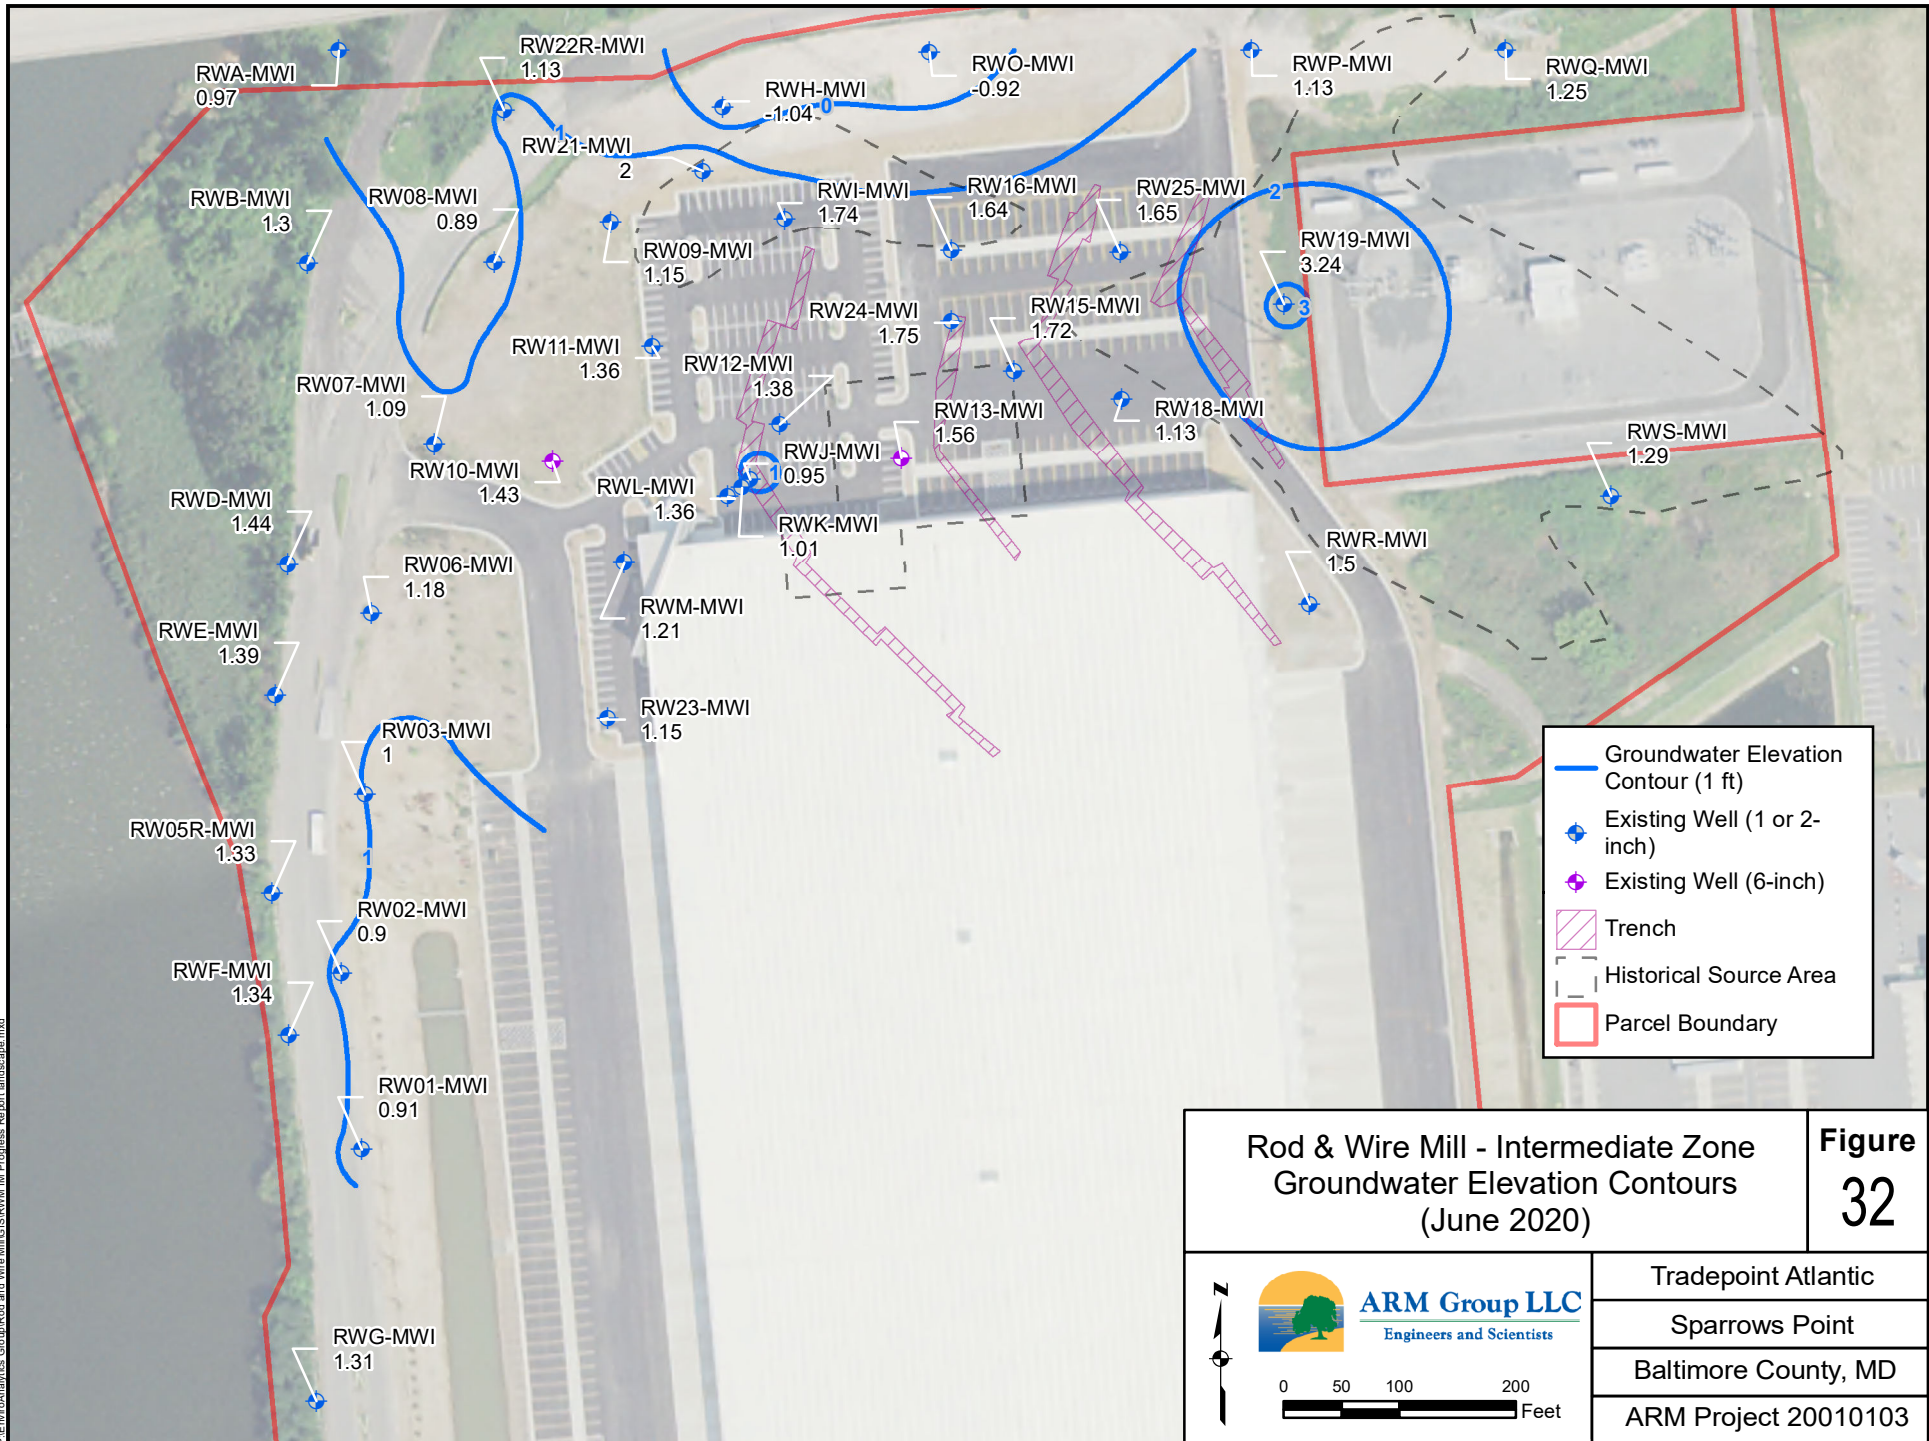 RWA-MWI
0.97
RW22R-MWI
1.13
RWH-MWI
-1.04
RWO-MWI
-0.92
RWP-MWI
1.13
RWQ-MWI
1.25
0
1
RW21-MWI
2
RWB-MWI
1.3
RW08-MWI
0.89
RWI-MWI
1.74
RW16-MWI
1.64
RW25-MWI
1.65
2
RW09-MWI
1.15
RW19-MWI
3.24
3
RW24-MWI
1.75
RW15-MWI
1.72
RW11-MWI
1.36
RW12-MWI
1.38
RW07-MWI
1.09
RW13-MWI
1.56
RW18-MWI
1.13
RWS-MWI
1.29
RW10-MWI
1.43
RWJ-MWI
0.95
1
RWL-MWI
1.36
RWD-MWI
1.44
RWK-MWI
1.01
RWR-MWI
1.5
RW06-MWI
1.18
RWM-MWI
1.21
RWE-MWI
1.39
RW23-MWI
1.15
RW03-MWI
1
RW05R-MWI
1.33
1
RW02-MWI
0.9
RWF-MWI
1.34
RW01-MWI
0.91
RWG-MWI
1.31
Groundwater Elevation
Contour (1 ft)
Existing Well (1 or 2-
inch)
Existing Well (6-inch)
Trench
Historical Source Area
Parcel Boundary
Rod & Wire Mill - Intermediate Zone
Groundwater Elevation Contours
(June 2020)
Figure
32
N
ARM Group LLC
Engineers and Scientists
0 50 100 200
Feet
Tradepoint Atlantic
Sparrows Point
Baltimore County, MD
ARM Project 20010103